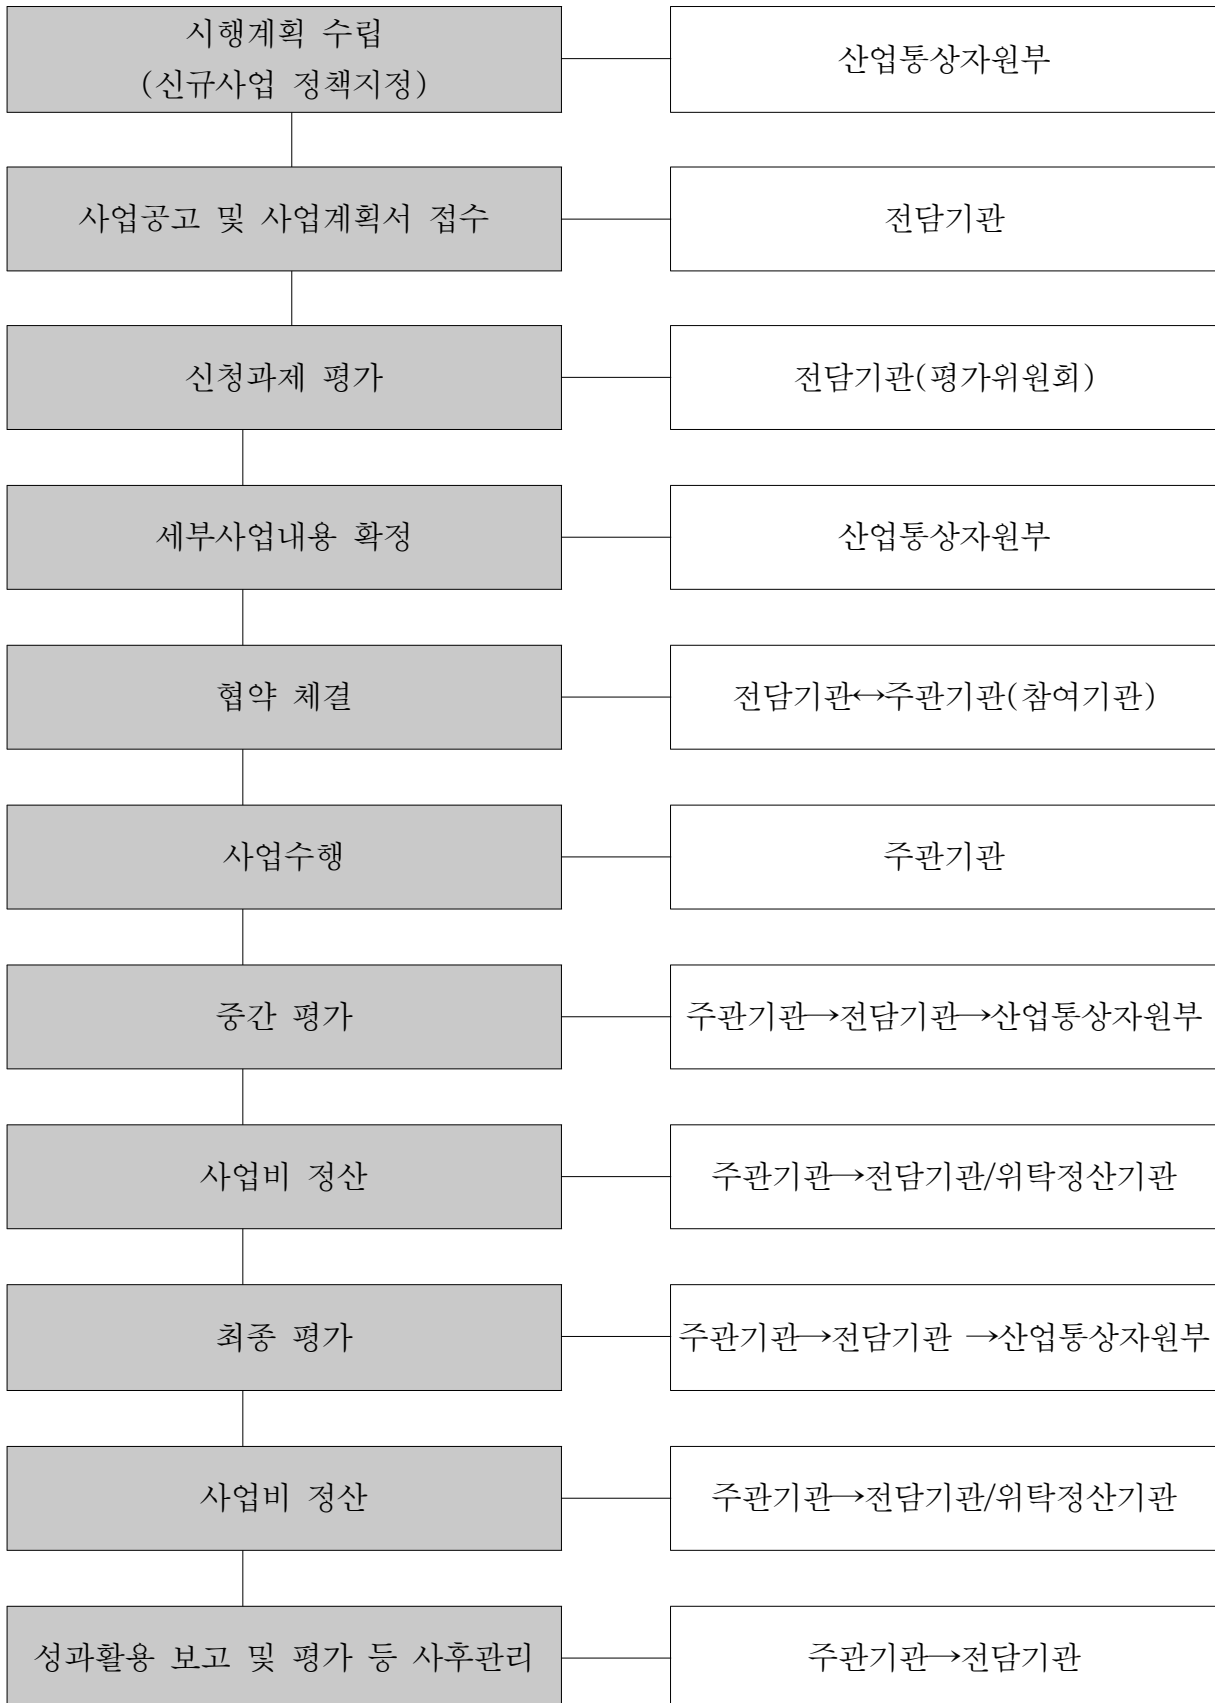 시행계획 수립
(신규사업 정책지정)
산업통상자원부
사업공고 및 사업계획서 접수
전담기관
신청과제 평가
전담기관(평가위원회)
세부사업내용 확정
산업통상자원부
협약 체결
전담기관↔주관기관(참여기관)
사업수행
주관기관
중간 평가
주관기관→전담기관→산업통상자원부
사업비 정산
주관기관→전담기관/위탁정산기관
최종 평가
주관기관→전담기관 →산업통상자원부
사업비 정산
주관기관→전담기관/위탁정산기관
성과활용 보고 및 평가 등 사후관리
주관기관→전담기관